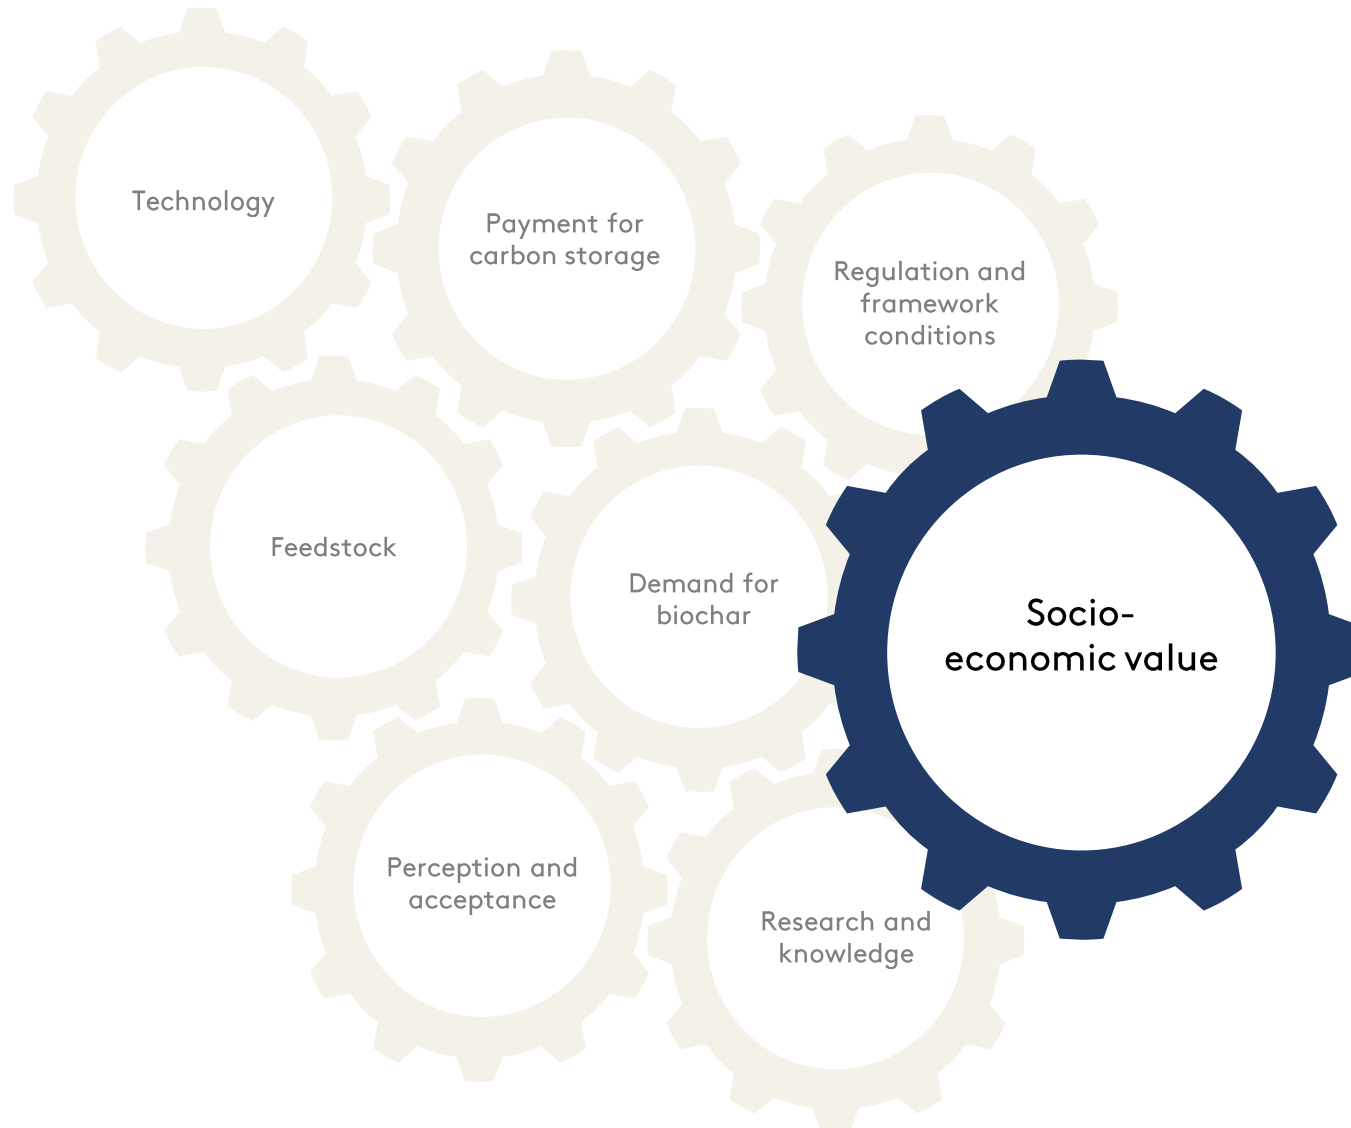 Technology
Payment for
carbon storage
Regulation and
framework
conditions
Feedstock
Demand for
biochar
Socio-
economic value
Perception and
acceptance
Research and
knowledge